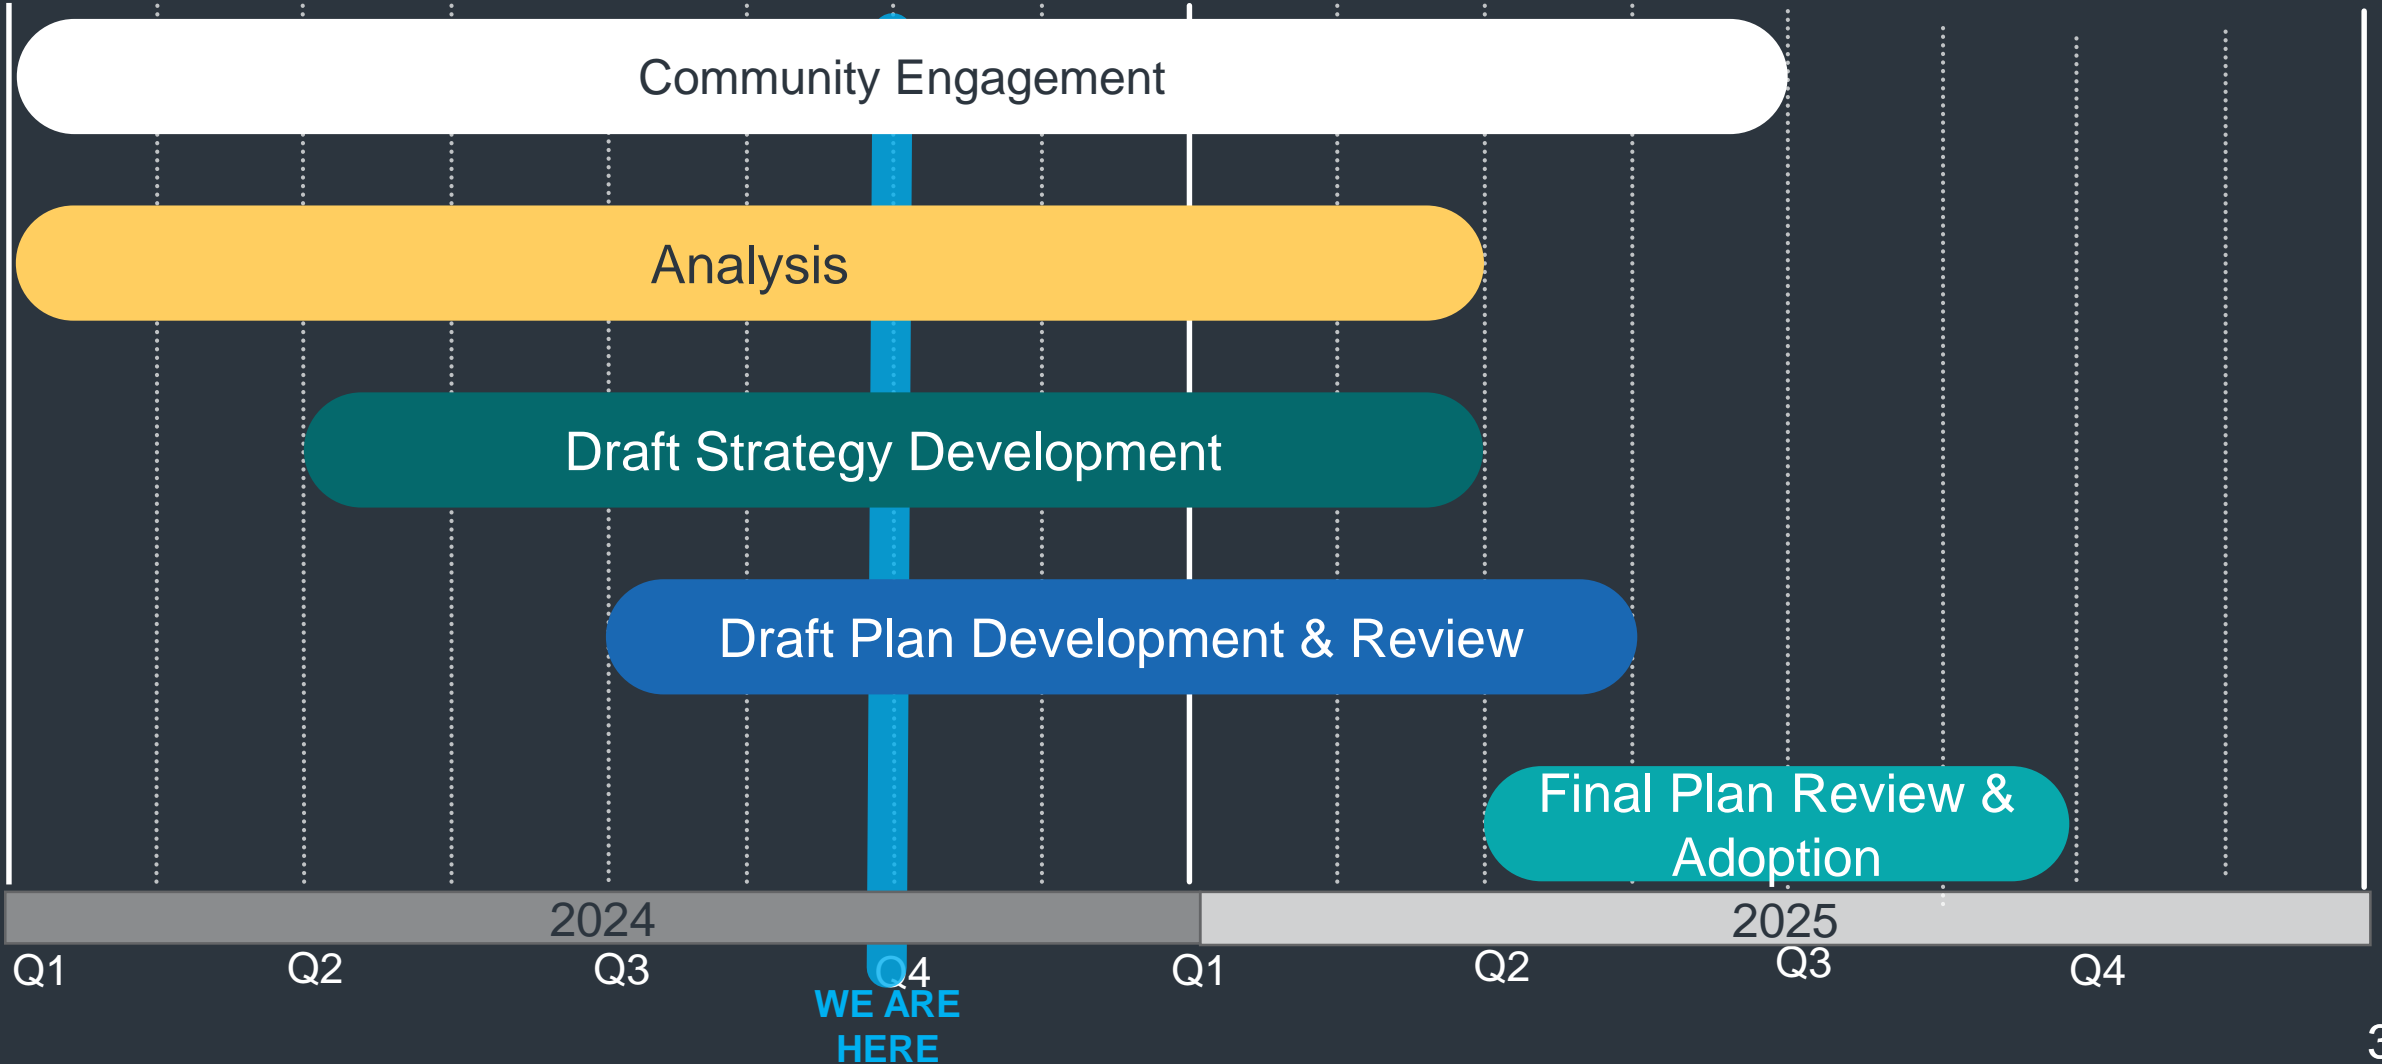 Community Engagement
Analysis
Draft Strategy Development
Draft Plan Development & Review
Final Plan Review &
Adoption
2024
2025
Q1
Q2
Q3
Q4
Q1
Q2
Q3
Q4
WE ARE
HERE
3